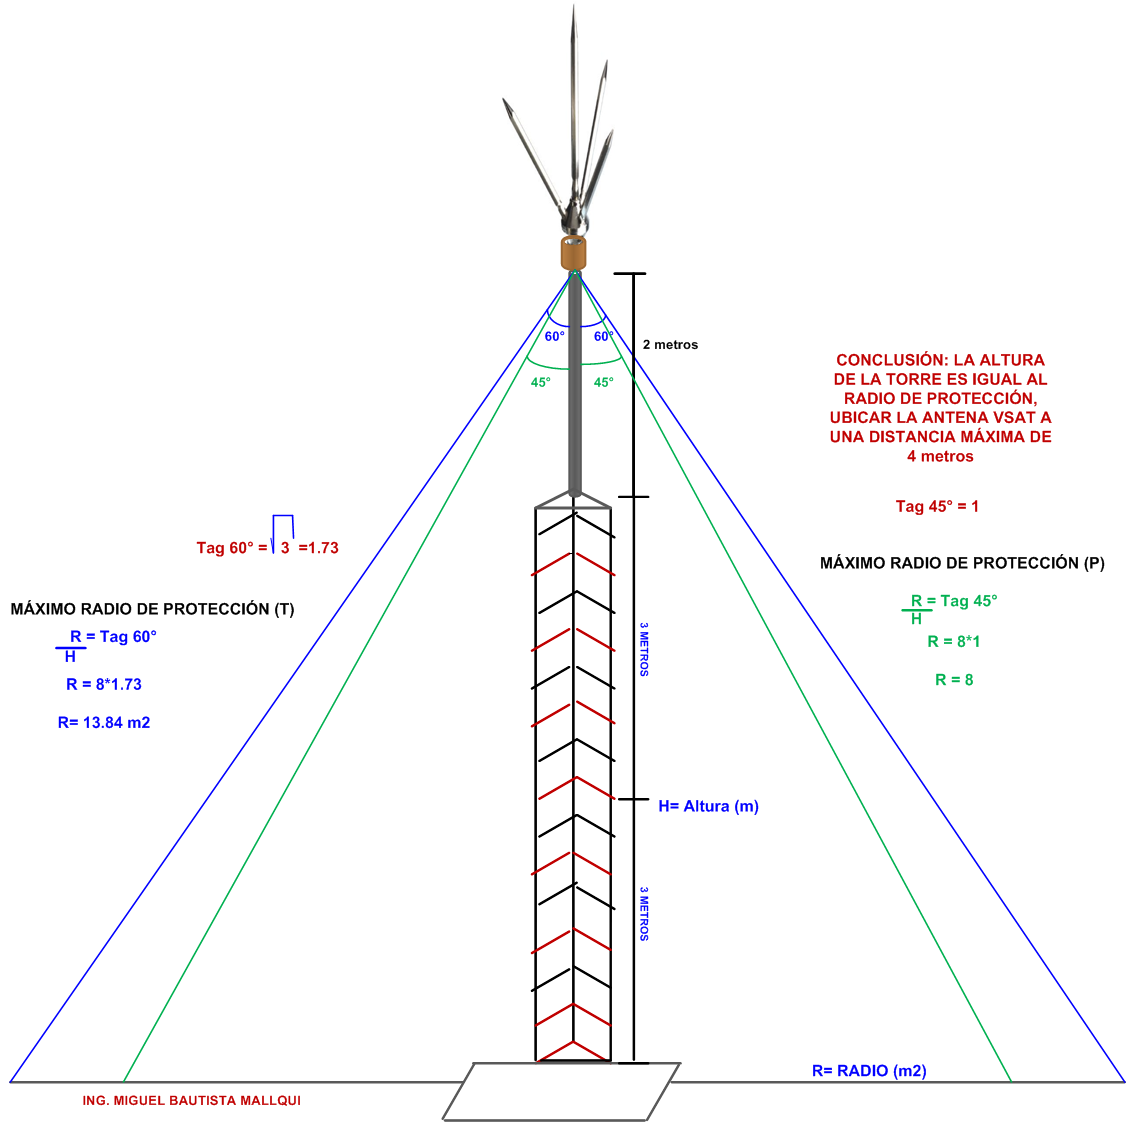 60°
60°
2 metros
45°
45°
CONCLUSIÓN: LA ALTURA
DE LA TORRE ES IGUAL AL
RADIO DE PROTECCIÓN,
UBICAR LA ANTENA VSAT A
UNA DISTANCIA MÁXIMA DE
4 metros
Tag 45° = 1
Tag 60° = √3 =1.73
MÁXIMO RADIO DE PROTECCIÓN (P)
R = Tag 45°
H
R = 8*1
R = 8
MÁXIMO RADIO DE PROTECCIÓN (T)
R = Tag 60°
H
R = 8*1.73
R= 13.84 m2
3 METROS
H= Altura (m)
3 METROS
R= RADIO (m2)
ING. MIGUEL BAUTISTA MALLQUI